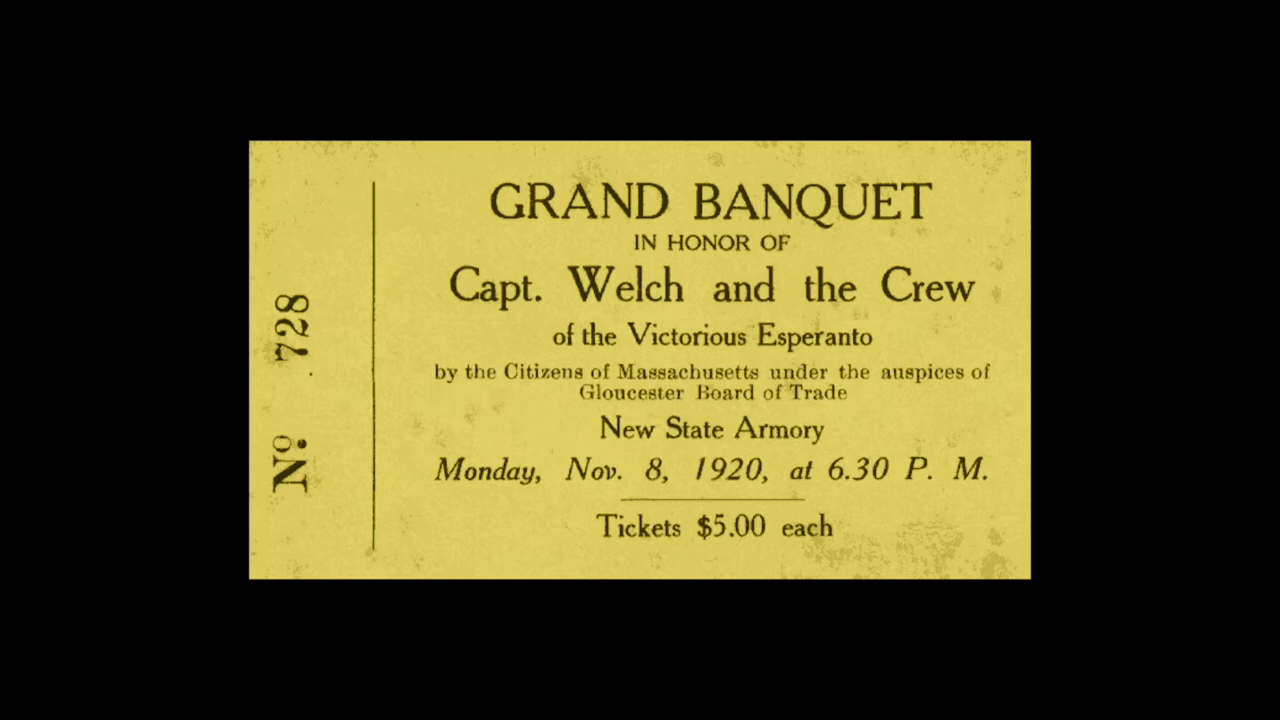 No. 728
GRAND BANQUET
IN HONOR OF
Capt. Welch and the Crew
of the Victorious Esperanto
by the Citizens of Massachusetts under the auspices of
Gloucester Board of Trade
New State Armory
Monday, Nov. 8, 1920, at 6.30 P. M.
Tickets $5.00 each